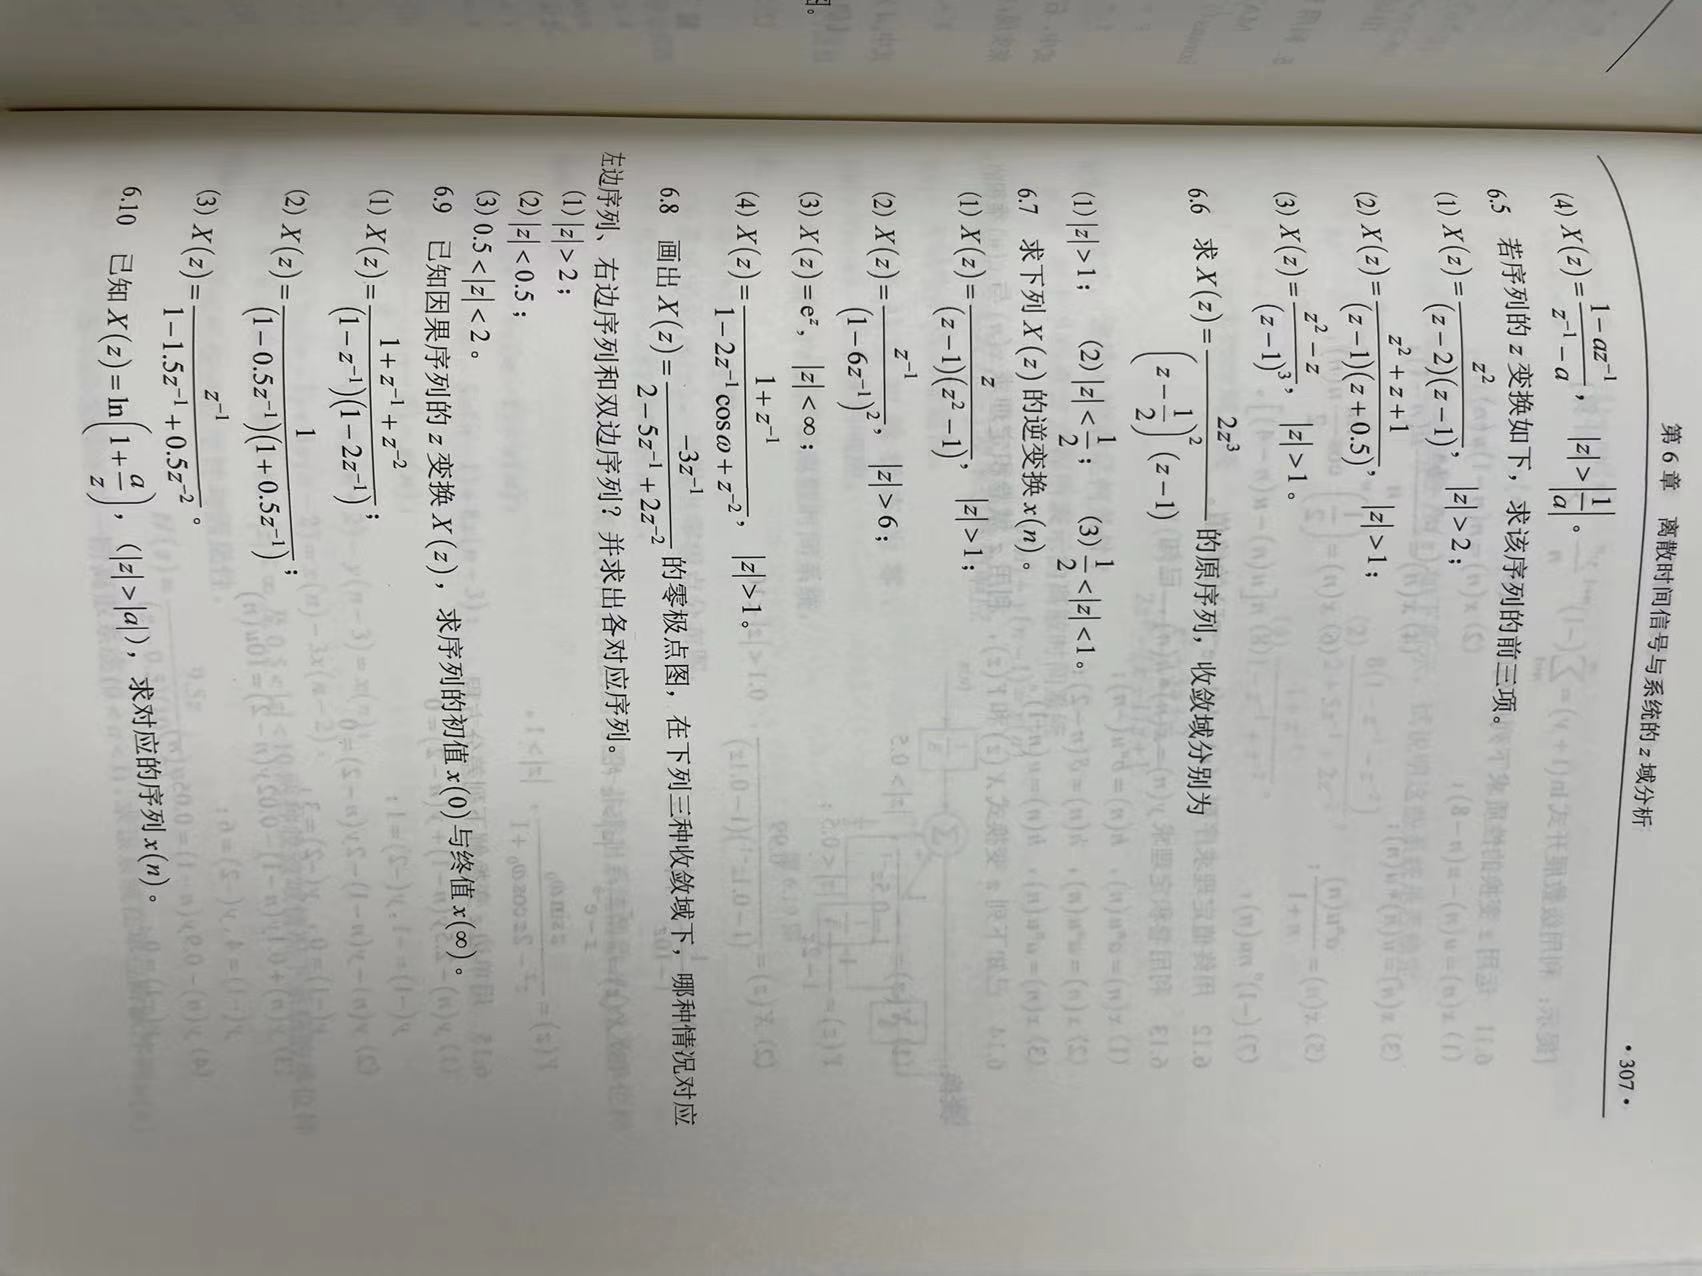 第6章 离散时间信号与系统的z域分析
·307·
(4) X(z)=\frac{1-az^{-1}}{z^{-1}-a}, |z|>\left|\frac{1}{a}\right|。
6.5 若序列的z变换如下，求该序列的前三项。
(1) X(z)=\frac{z^2}{(z-2)(z-1)}, |z|>2；
(2) X(z)=\frac{z^2+z+1}{(z-1)(z+0.5)}, |z|>1；
(3) X(z)=\frac{z^2-z}{(z-1)^3}, |z|>1。
6.6 求X(z)=\frac{2z^3}{\left(z-\frac{1}{2}\right)^2(z-1)}的原序列，收敛域分别为
(1)|z|>1； (2)|z|<\frac{1}{2}； (3)\frac{1}{2}<|z|<1。
6.7 求下列X(z)的逆变换x(n)。
(1) X(z)=\frac{z}{(z-1)(z^2-1)}, |z|>1；
(2) X(z)=\frac{z^{-1}}{(1-6z^{-1})^2}, |z|>6；
(3) X(z)=e^z, |z|<∞；
(4) X(z)=\frac{1+z^{-1}}{1-2z^{-1}cosω+z^{-2}}, |z|>1。
6.8 画出X(z)=\frac{-3z^{-1}}{2-5z^{-1}+2z^{-2}}的零极点图，在下列三种收敛域下，哪种情况对应
左边序列、右边序列和双边序列？并求出各对应序列。
(1)|z|>2；
(2)|z|<0.5；
(3)0.5<|z|<2。
6.9 已知因果序列的z变换X(z)，求序列的初值x(0)与终值x(∞)。
(1) X(z)=\frac{1+z^{-1}+z^{-2}}{(1-z^{-1})(1-2z^{-1})}；
(2) X(z)=\frac{1}{(1-0.5z^{-1})(1+0.5z^{-1})}；
(3) X(z)=\frac{z^{-1}}{1-1.5z^{-1}+0.5z^{-2}}。
6.10 已知X(z)=ln\left(1+\frac{a}{z}\right)，(|z|>|a|)，求对应的序列x(n)。